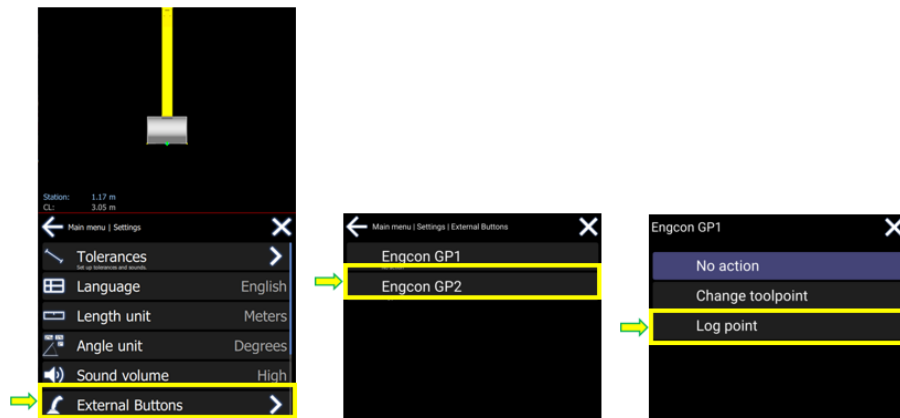 Station: 1.17 m
CL: 3.05 m
Main menu | Settings
Tolerances
Set up tolerances and sounds.
Language English
Length unit Meters
Angle unit Degrees
Sound volume High
External Buttons
Main menu | Settings | External Buttons
Engcon GP1
Engcon GP2
Engcon GP1
No action
Change toolpoint
Log point